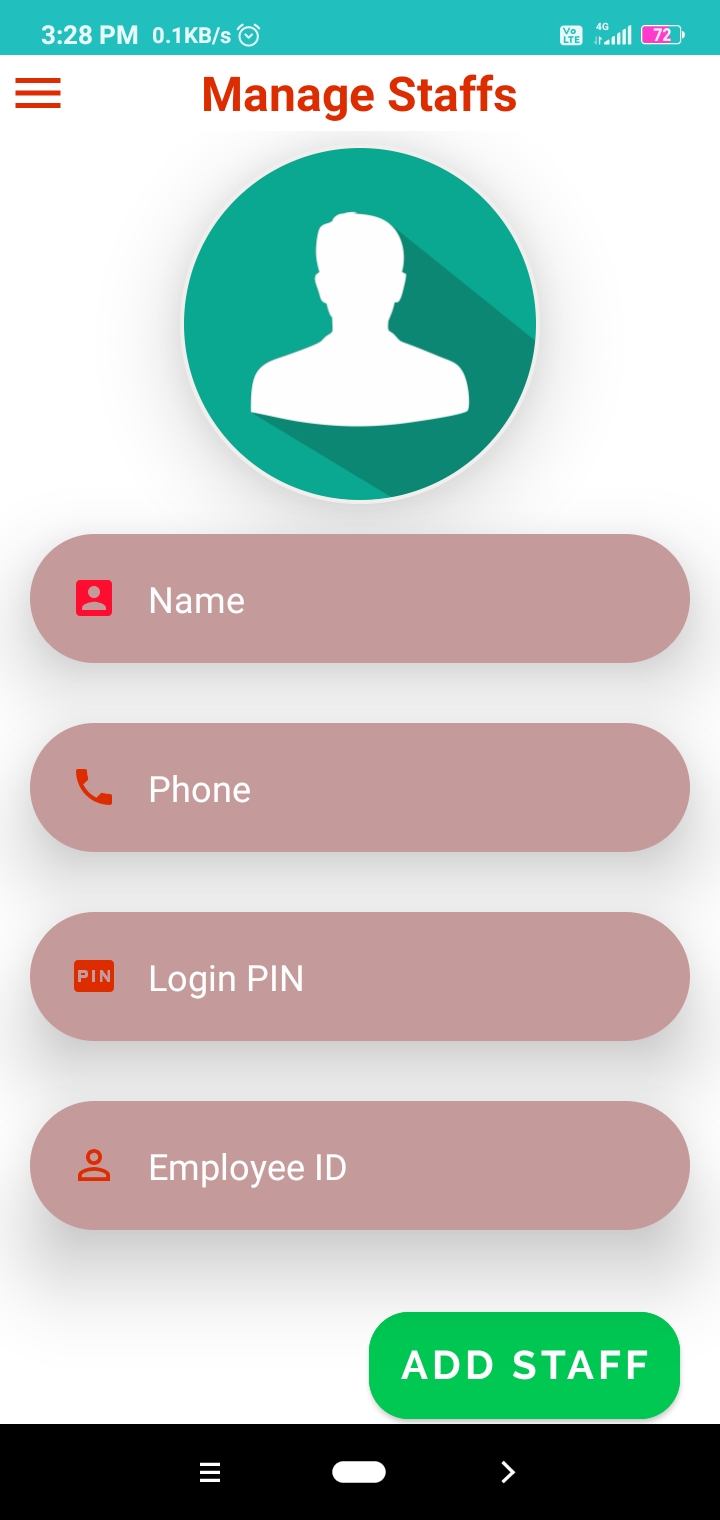 3:28 PM 0.1KB/s Vo LTE 4G 72
Manage Staffs
Name
Phone
PIN Login PIN
Employee ID
ADD STAFF